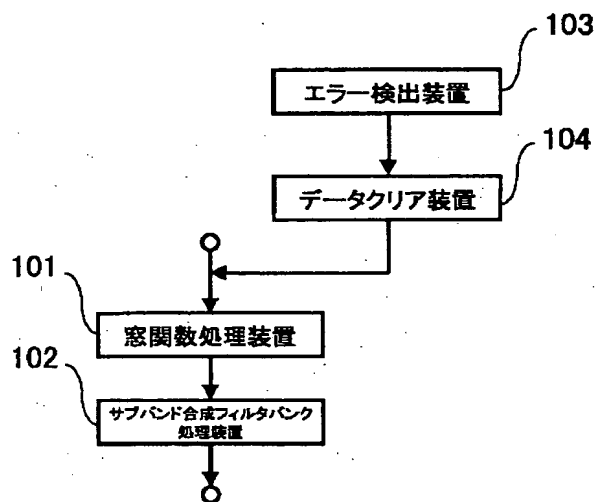 103
エラー検出装置
104
データクリア装置
101
窓関数処理装置
102
サブバンド合成フィルタバンク
処理装置